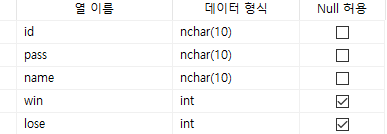 열 이름 데이터 형식 Null 허용
id nchar(10)
pass nchar(10)
name nchar(10)
win int
lose int